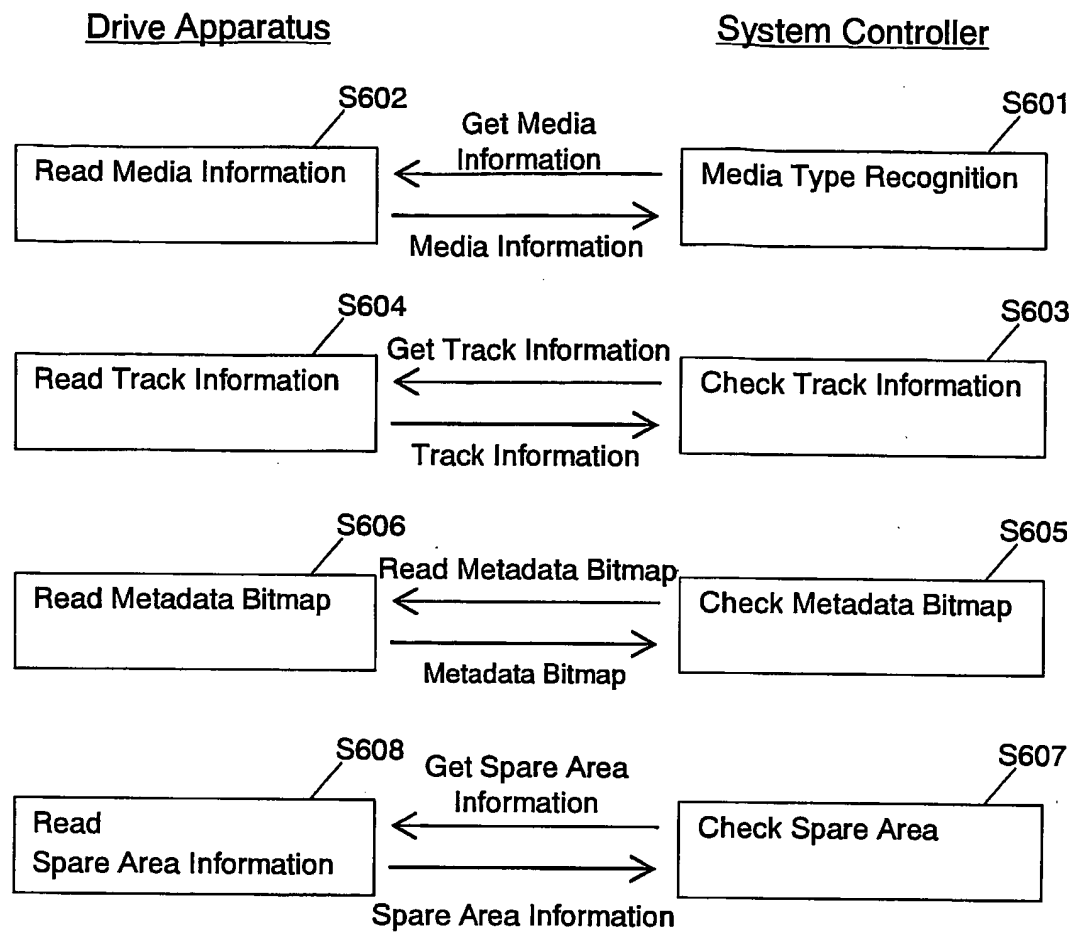 Drive Apparatus
System Controller
S602
S601
Get Media
Information
Read Media Information
Media Type Recognition
Media Information
S604
S603
Get Track Information
Read Track Information
Check Track Information
Track Information
S606
S605
Read Metadata Bitmap
Read Metadada Bitmap
Check Metadata Bitmap
Metadata Bitmap
S608
S607
Get Spare Area
Information
Read
Spare Area Information
Check Spare Area
Spare Area Information